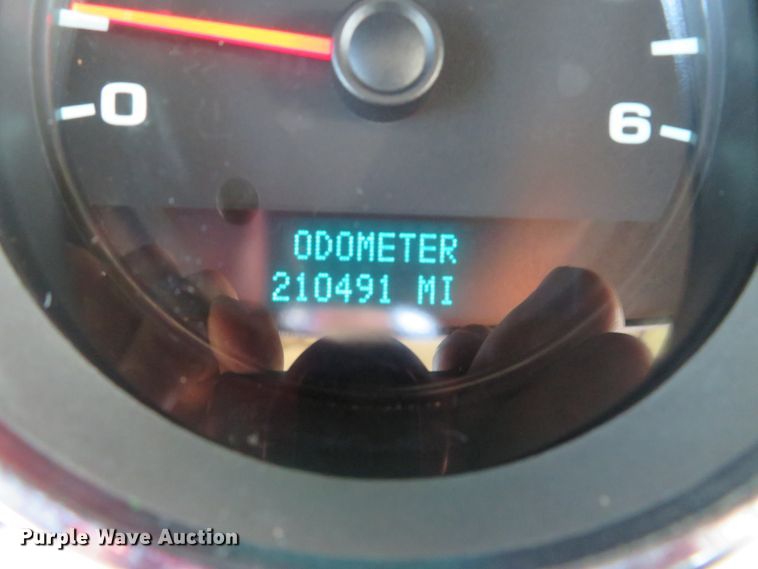 0
6
ODOMETER
210491 MI
Purple Wave Auction